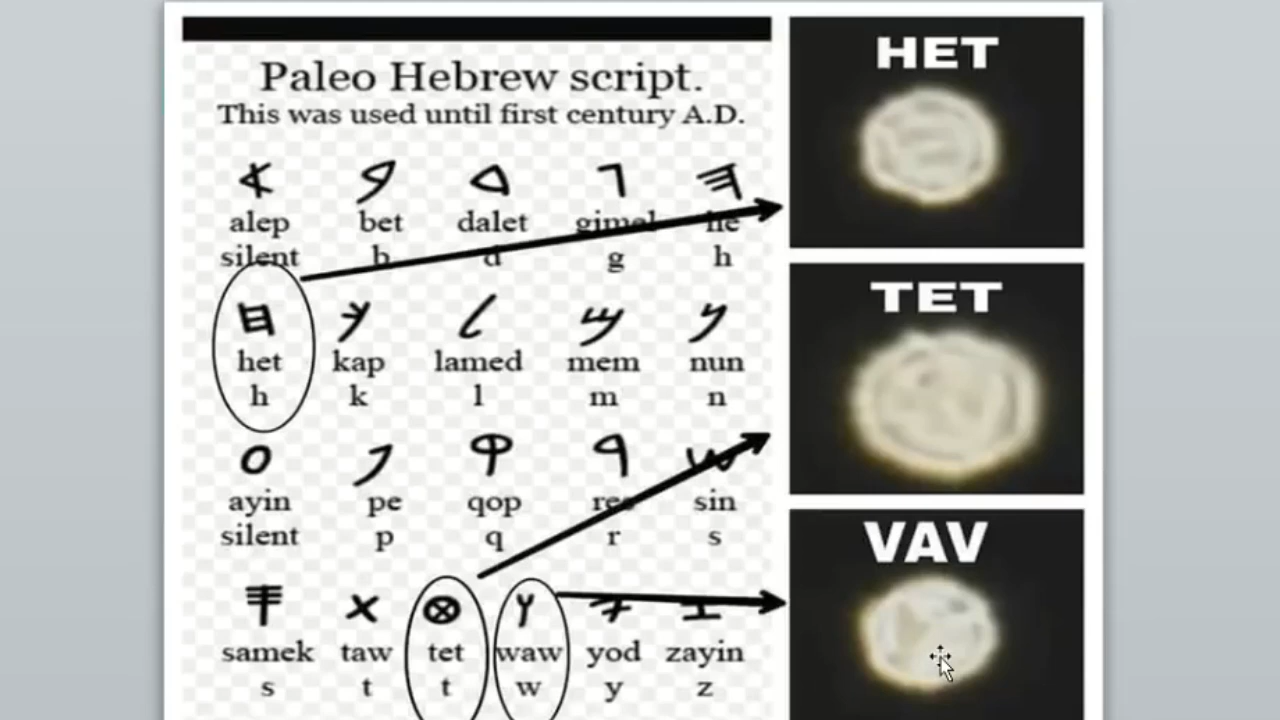 Paleo Hebrew script.
This was used until first century A.D.
alep bet dalet gimel he
silent b d g h
het kap lamed mem nun
h k l m n
ayin pe qop res sin
silent p q r s
samek taw tet waw yod zayin
s t t w y z
HET
TET
VAV